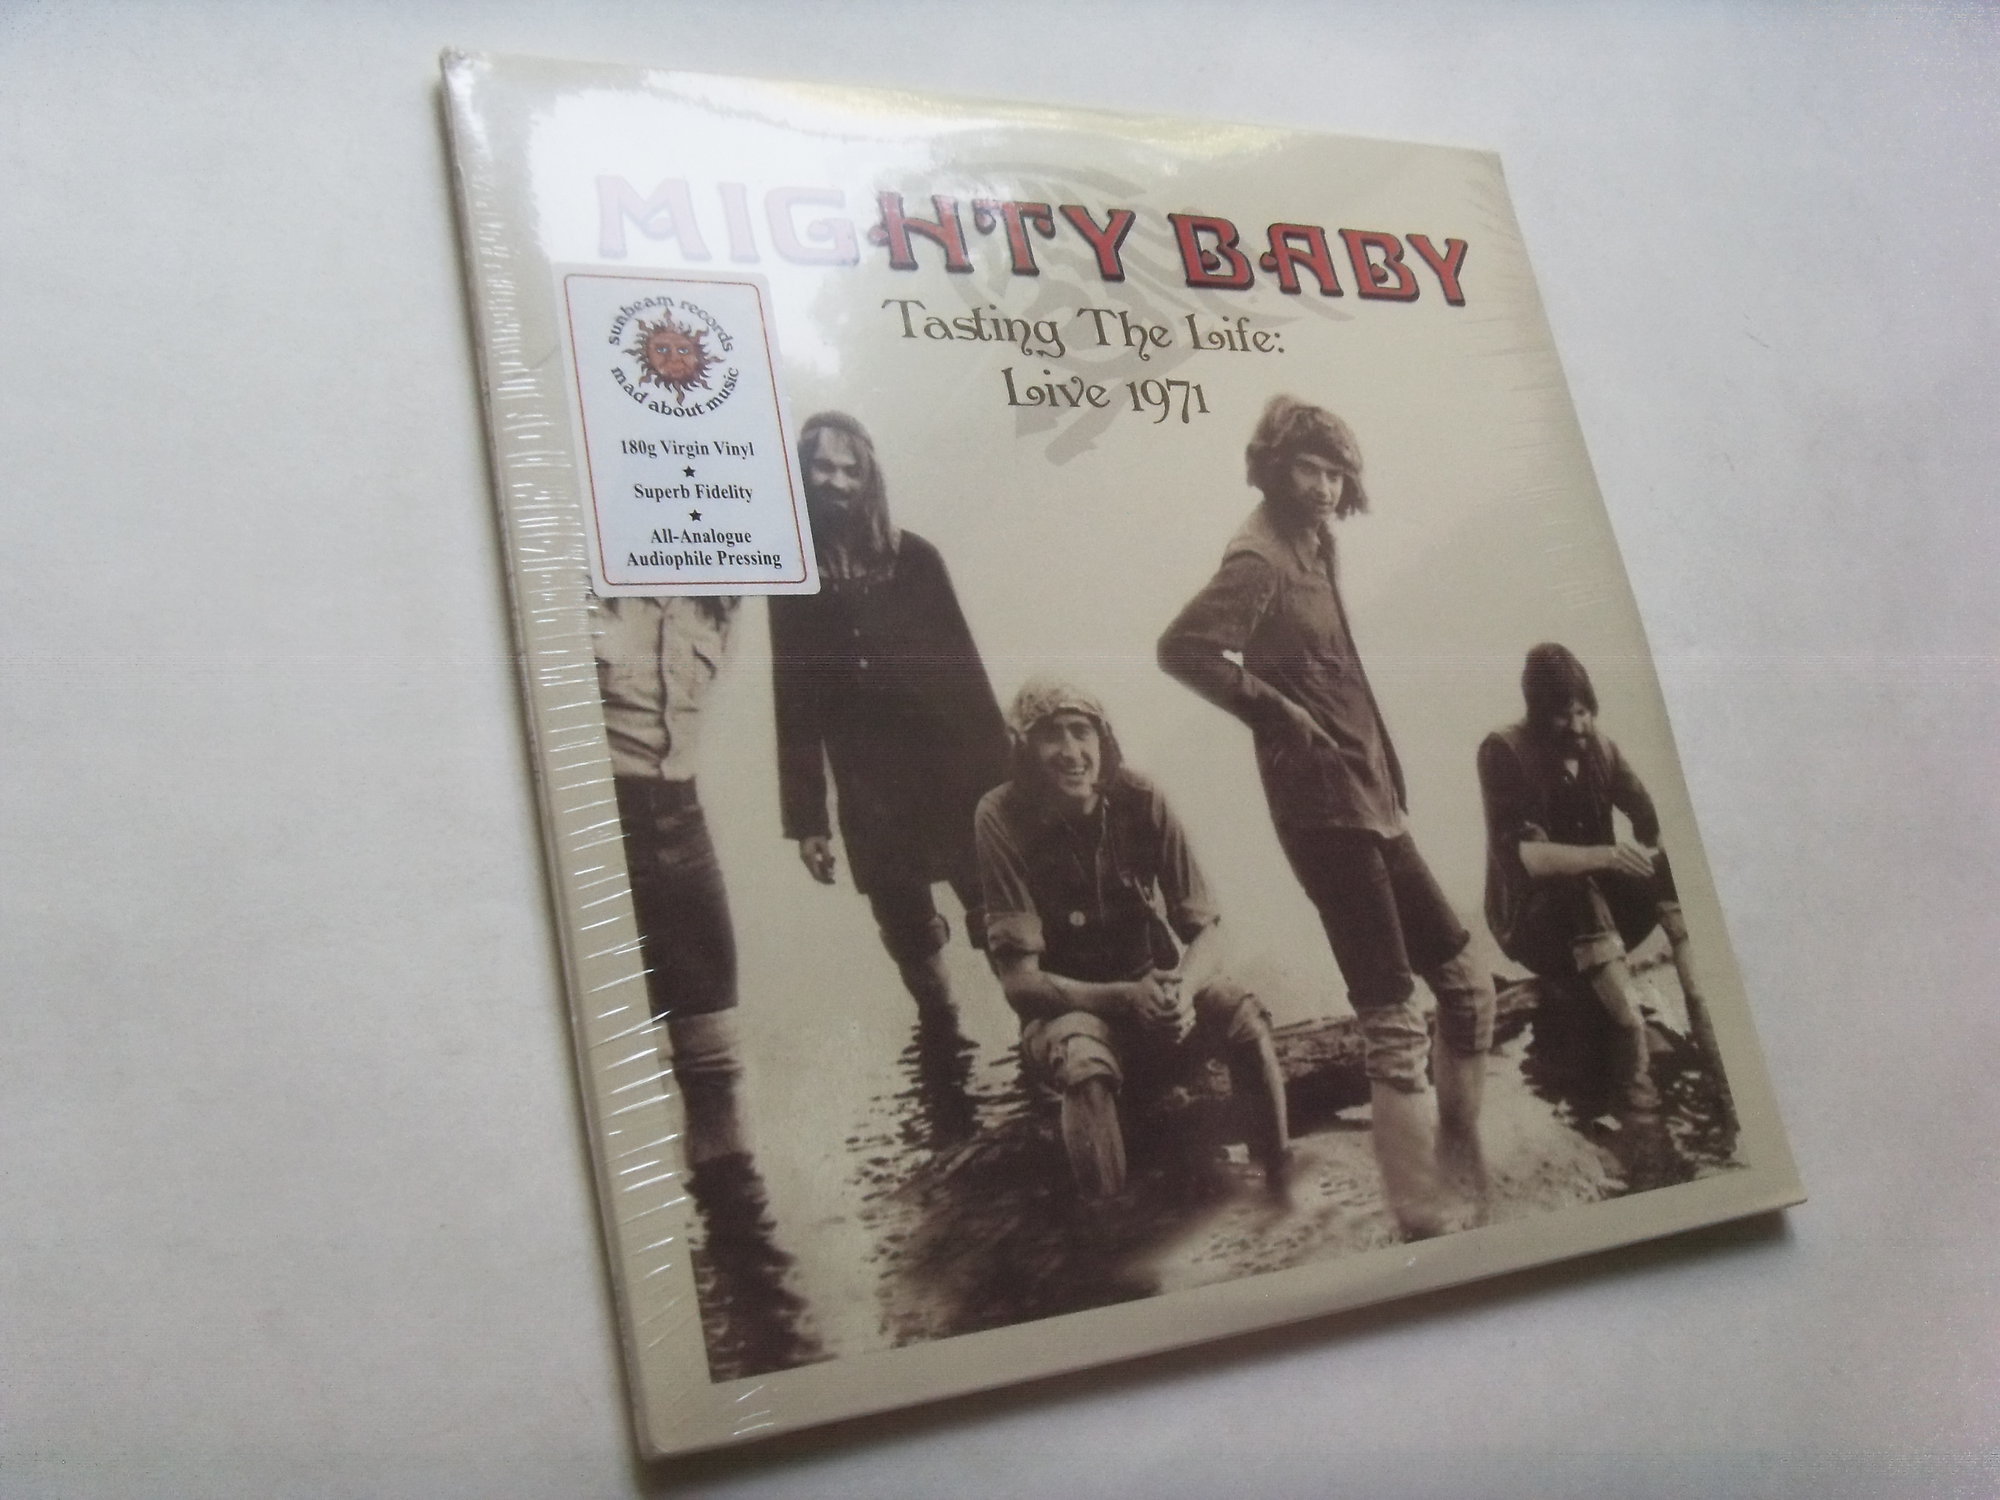 MIGHTY BABY
Tasting The Life:
Live 1971
sunbeam records
mad about music
180g Virgin Vinyl
Superb Fidelity
All-Analogue
Audiophile Pressing